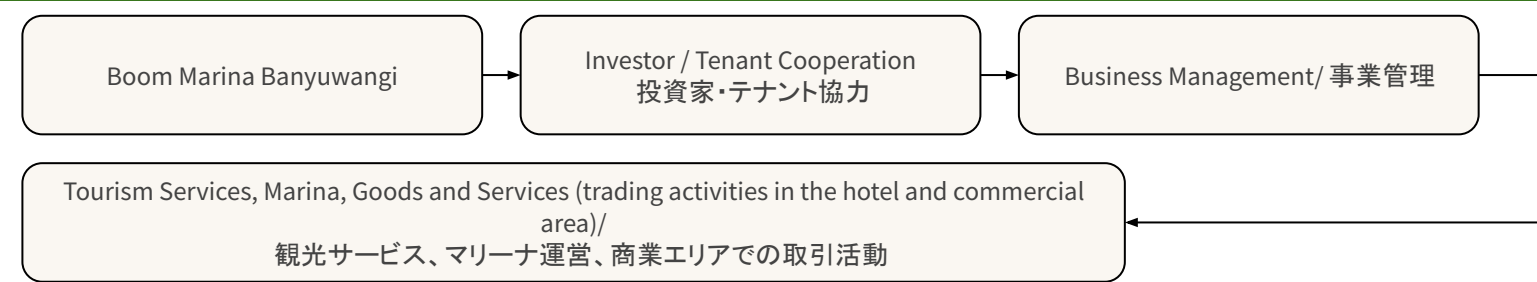 Boom Marina Banyuwangi
Investor / Tenant Cooperation
投資家・テナント協力
Business Management/ 事業管理
Tourism Services, Marina, Goods and Services (trading activities in the hotel and commercial
area)/
観光サービス、マリーナ運営、商業エリアでの取引活動